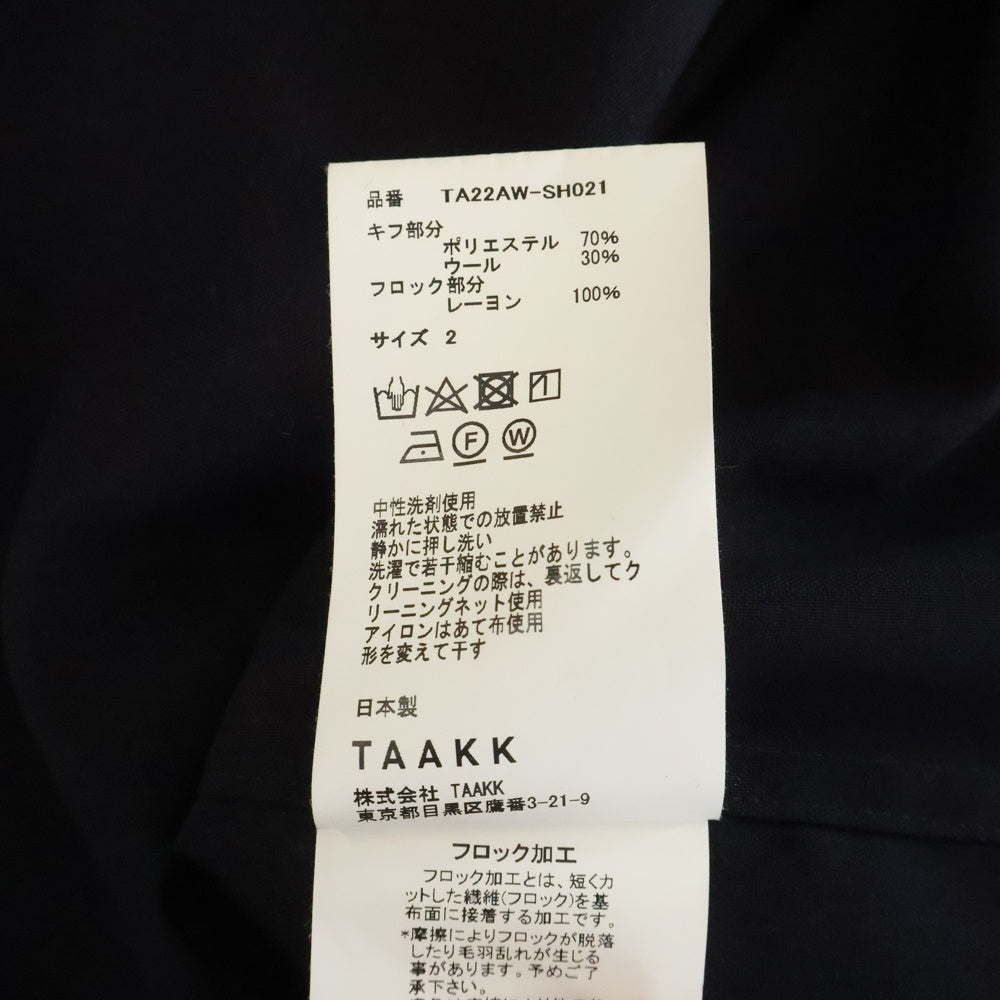 品番 TA22AW-SH021
キフ部分
ポリエステル 70%
ウール 30%
フロック部分
レーヨン 100%
サイズ 2
F W
中性洗剤使用
濡れた状態での放置禁止
静かに押し洗い
洗濯で若干縮むことがあります。
クリーニングの際は、裏返してク
リーニングネット使用
アイロンはあて布使用
形を変えて干す
日本製
TAAKK
株式会社 TAAKK
東京都目黒区鷹番3-21-9
フロック加工
フロック加工とは、短くカ
ットした繊維(フロック)を基
布面に接着する加工です。
*摩擦によりフロックが脱落
したり毛羽乱れが生じる
事があります。予めご了
承下さい。